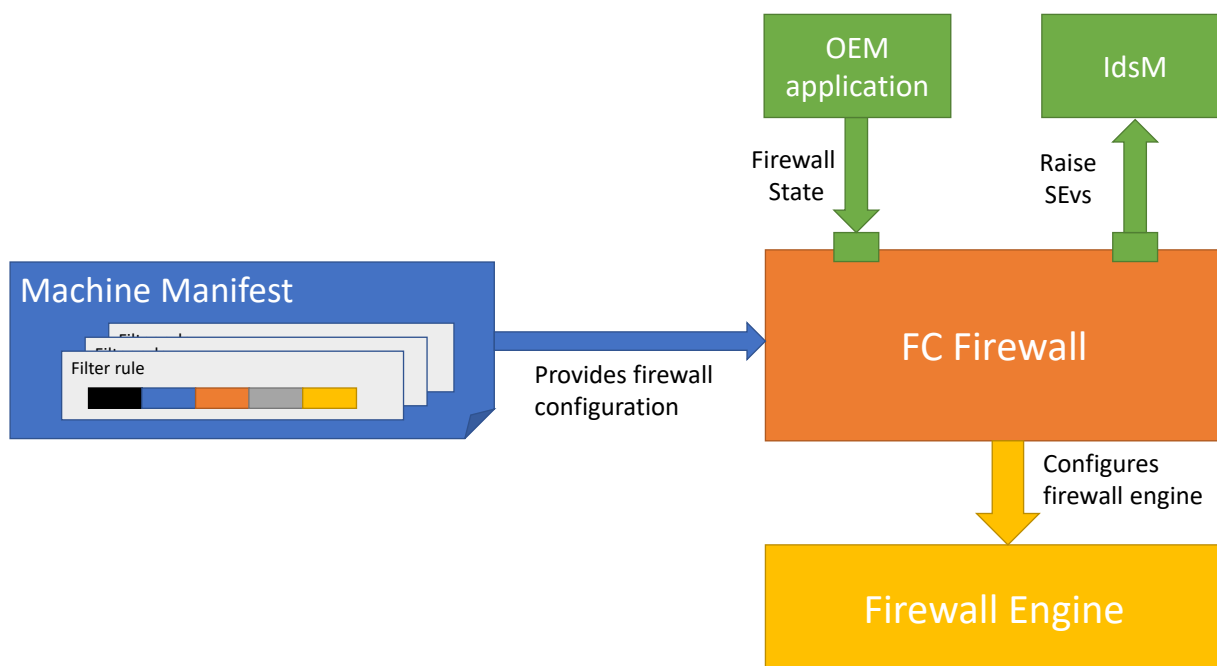 OEM
application
IdsM
Firewall
State
Raise
SEvs
Machine Manifest
Filter rule
FC Firewall
Provides firewall
configuration
Configures
firewall engine
Firewall Engine